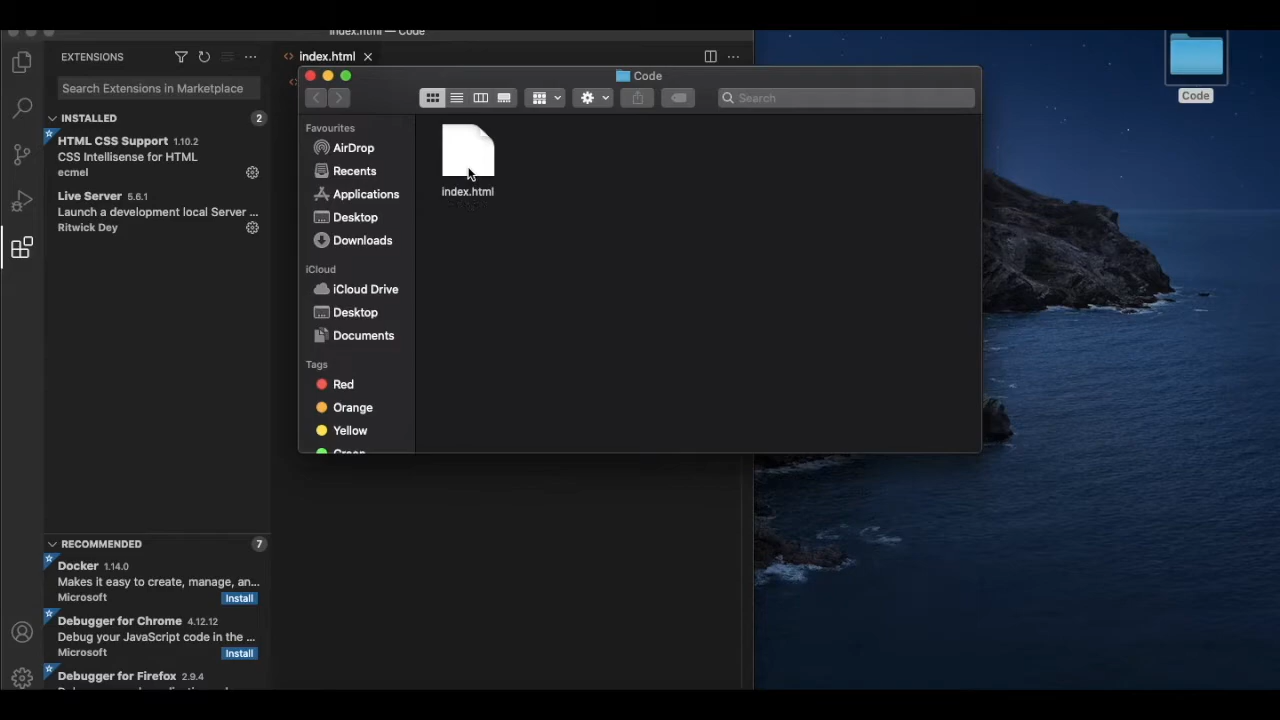 index.html — Code
EXTENSIONS
Search Extensions in Marketplace
INSTALLED 2
HTML CSS Support 1.10.2
CSS Intellisense for HTML
ecmel
Live Server 5.6.1
Launch a development local Server ...
Ritwick Dey
RECOMMENDED 7
Docker 1.14.0
Makes it easy to create, manage, an...
Microsoft Install
Debugger for Chrome 4.12.12
Debug your JavaScript code in the ...
Microsoft Install
Debugger for Firefox 2.9.4
index.html
Code
Search
Favourites
AirDrop
Recents
Applications
Desktop
Downloads
iCloud
iCloud Drive
Desktop
Documents
Tags
Red
Orange
Yellow
Green
index.html
Code